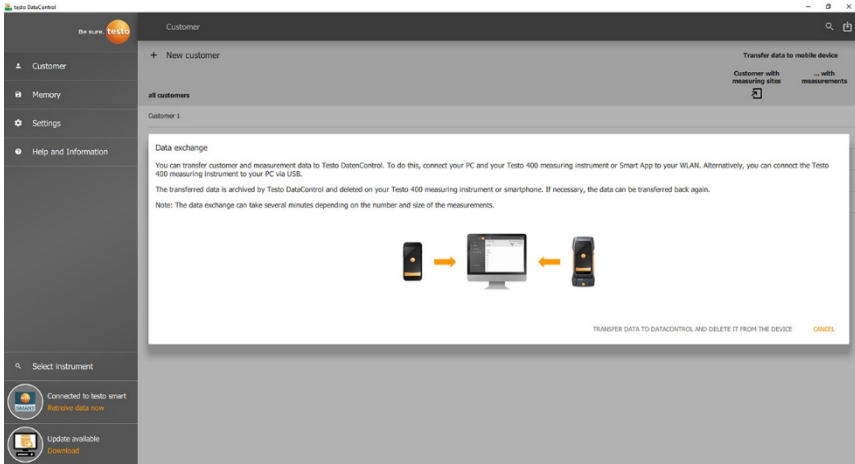 testo DataControl
Be sure. testo
Customer
+ New customer
Transfer data to mobile device
Customer with
measuring sites
... with
measurements
all customers
Customer 1
Customer
Memory
Settings
Help and Information
Data exchange
You can transfer customer and measurement data to Testo DatenControl. To do this, connect your PC and your Testo 400 measuring instrument or Smart App to your WLAN. Alternatively, you can connect the Testo
400 measuring instrument to your PC via USB.
The transferred data is archived by Testo DataControl and deleted on your Testo 400 measuring instrument or smartphone. If necessary, the data can be transferred back again.
Note: The data exchange can take several minutes depending on the number and size of the measurements.
TRANSFER DATA TO DATACONTROL AND DELETE IT FROM THE DEVICE
CANCEL
Select instrument
SMART
Connected to testo smart
Retreive data now
Update available
Download